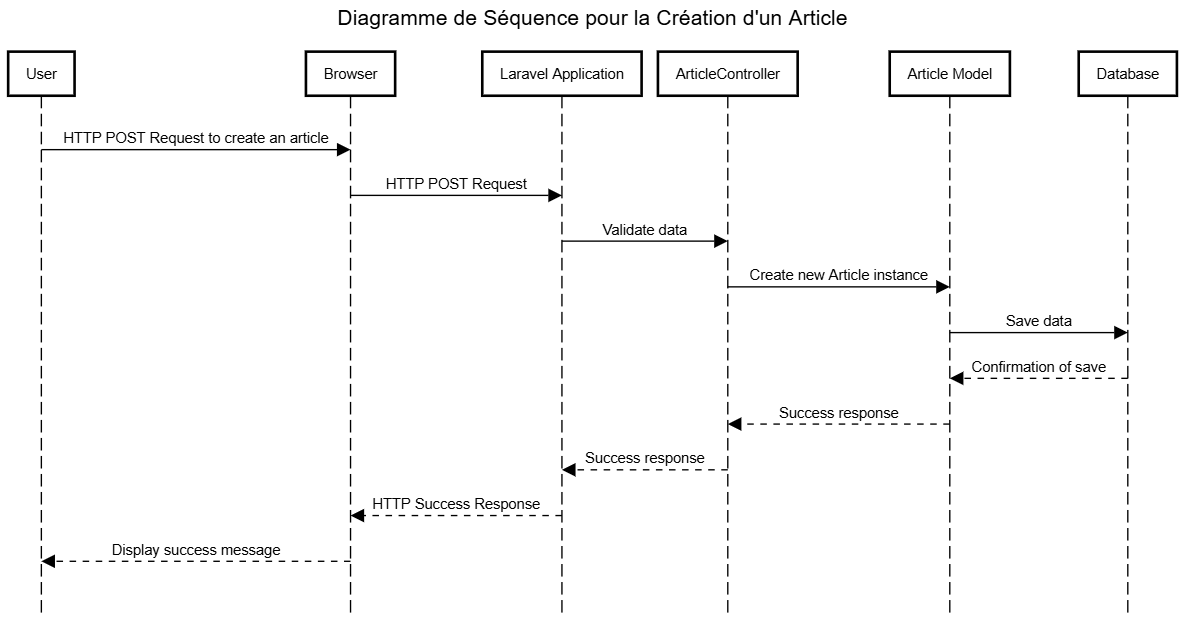 Diagramme de Séquence pour la Création d'un Article
User
Browser
Laravel Application
ArticleController
Article Model
Database
HTTP POST Request to create an article
HTTP POST Request
Validate data
Create new Article instance
Save data
Confirmation of save
Success response
Success response
HTTP Success Response
Display success message